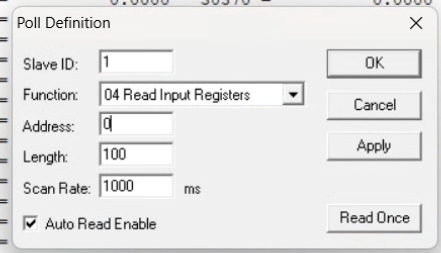 Poll Definition
Slave ID: 1
OK
Function: 04 Read Input Registers
Cancel
Address: 0
Length: 100
Apply
Scan Rate: 1000 ms
Auto Read Enable
Read Once